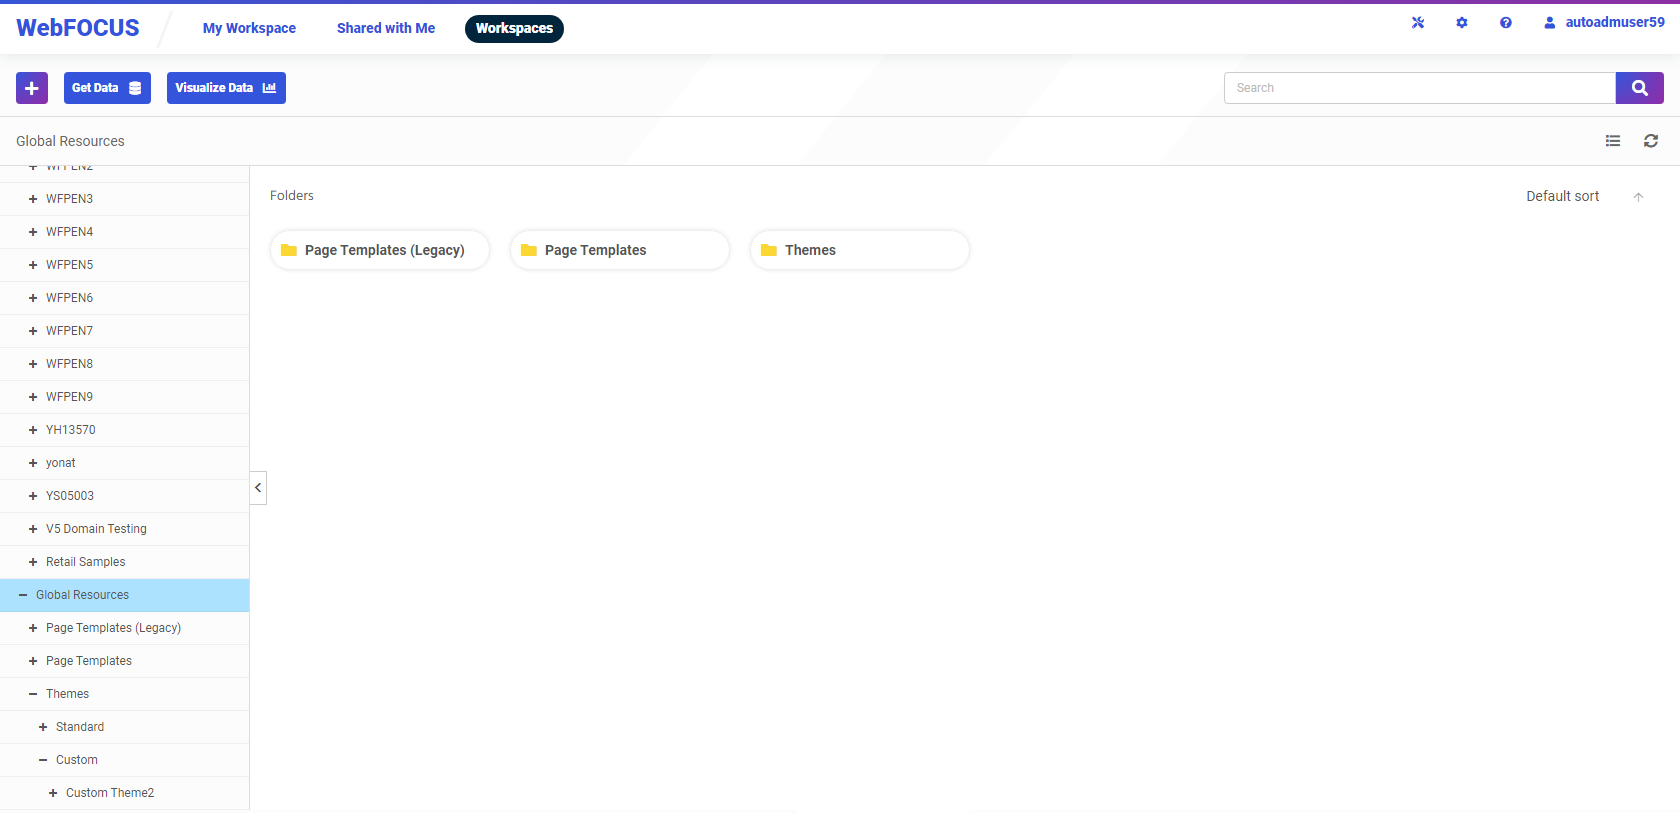 WebFOCUS
My Workspace
Shared with Me
Workspaces
autoadmuser59
Get Data
Visualize Data
Search
Global Resources
WFPEN2
WFPEN3
WFPEN4
WFPEN5
WFPEN6
WFPEN7
WFPEN8
WFPEN9
YH13570
yonat
YS05003
V5 Domain Testing
Retail Samples
Global Resources
Page Templates (Legacy)
Page Templates
Themes
Standard
Custom
Custom Theme2
Folders
Default sort
Page Templates (Legacy)
Page Templates
Themes